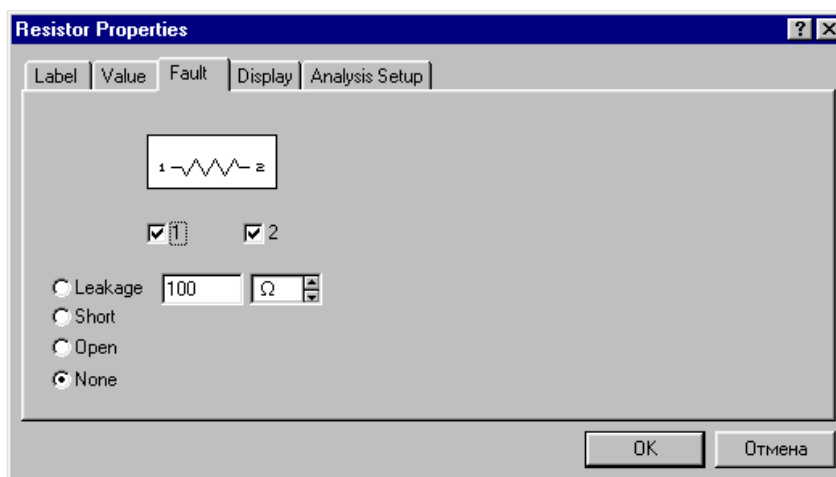 Resistor Properties
Label Value Fault Display Analysis Setup
1 2
1 2
Leakage 100 Ω
Short
Open
None
OK Отмена